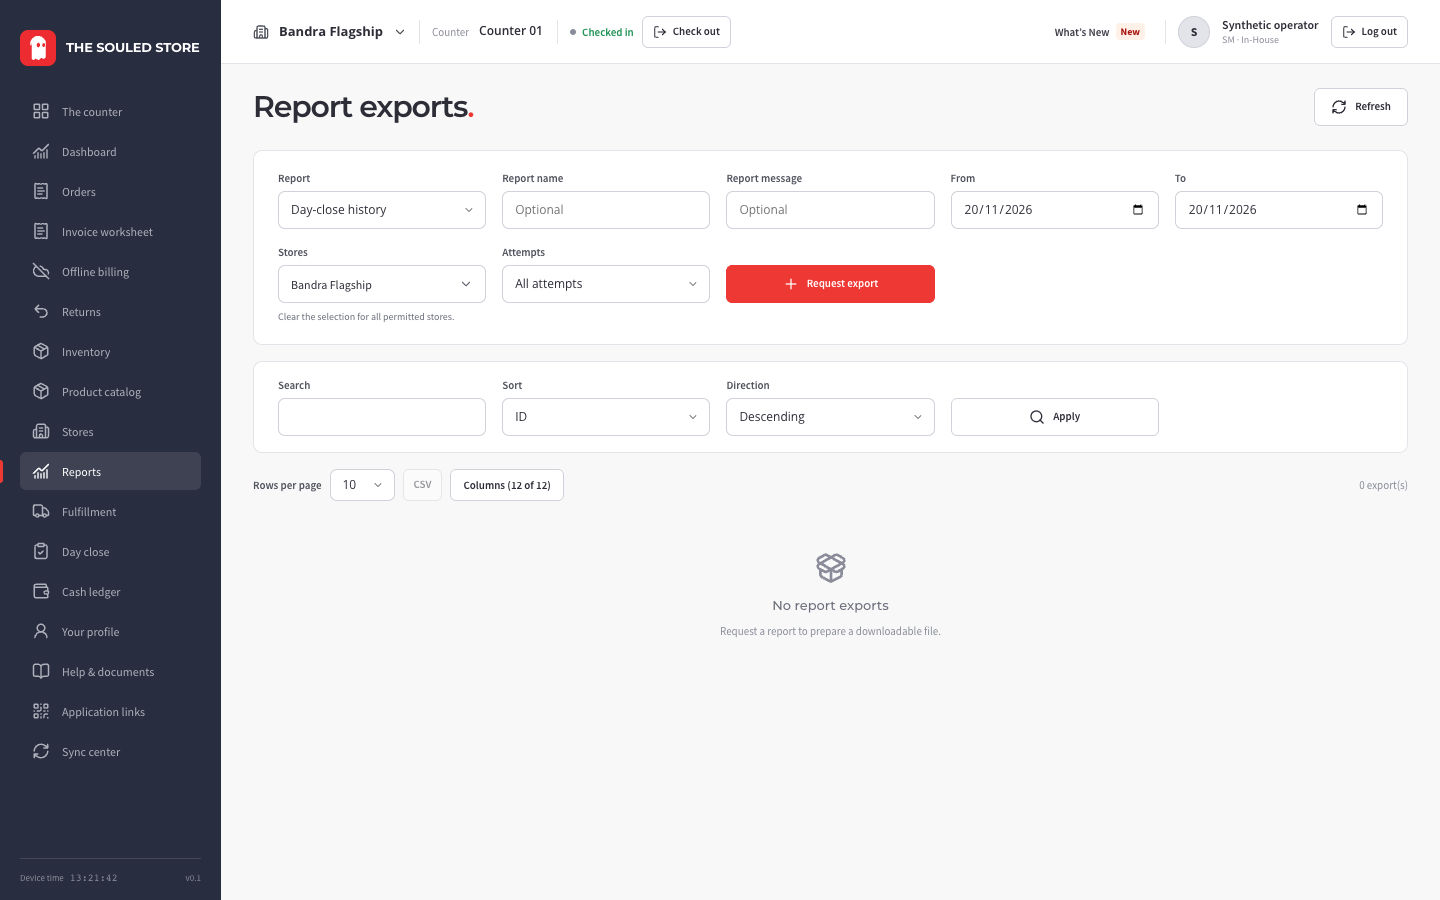 THE SOULED STORE
The counter
Dashboard
Orders
Invoice worksheet
Offline billing
Returns
Inventory
Product catalog
Stores
Reports
Fulfillment
Day close
Cash ledger
Your profile
Help & documents
Application links
Sync center
Device time 13:21:42 v0.1
Bandra Flagship Counter Counter 01 Checked in Check out What's New New S Synthetic operator Log out
SM · In-House
Report exports. Refresh
Report Report name Report message From To
Day-close history Optional Optional 20/11/2026 20/11/2026
Stores Attempts
Bandra Flagship All attempts Request export
Clear the selection for all permitted stores.
Search Sort Direction
ID Descending Apply
Rows per page 10 CSV Columns (12 of 12) 0 export(s)
No report exports
Request a report to prepare a downloadable file.